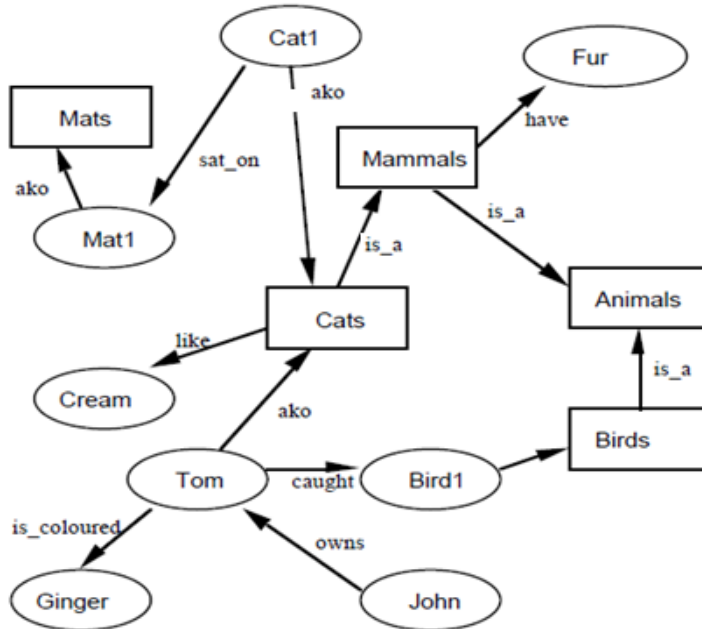 Cat1
Fur
ako
Mats
have
Mammals
sat_on
ako
is_a
Mat1
is_a
Animals
Cats
like
is_a
Cream
ako
Birds
Tom
caught
Bird1
is_coloured
owns
Ginger
John